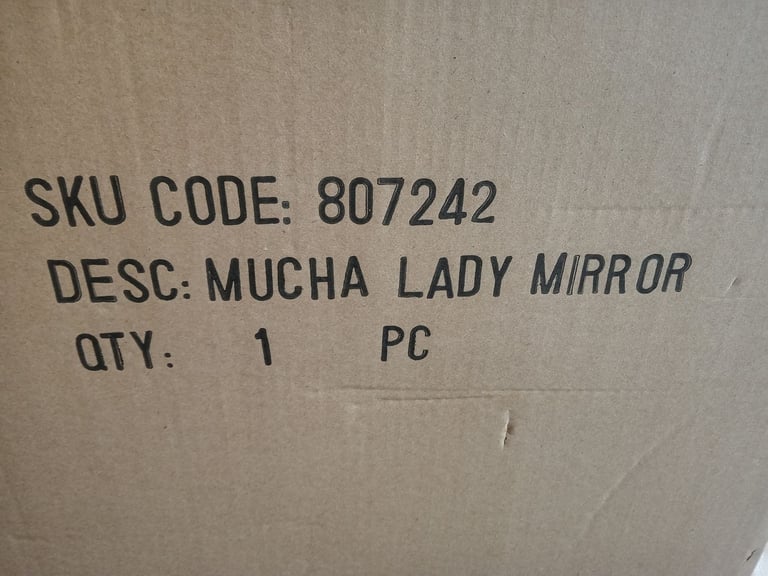 SKU CODE: 807242
DESC: MUCHA LADY MIRROR
QTY: 1 PC